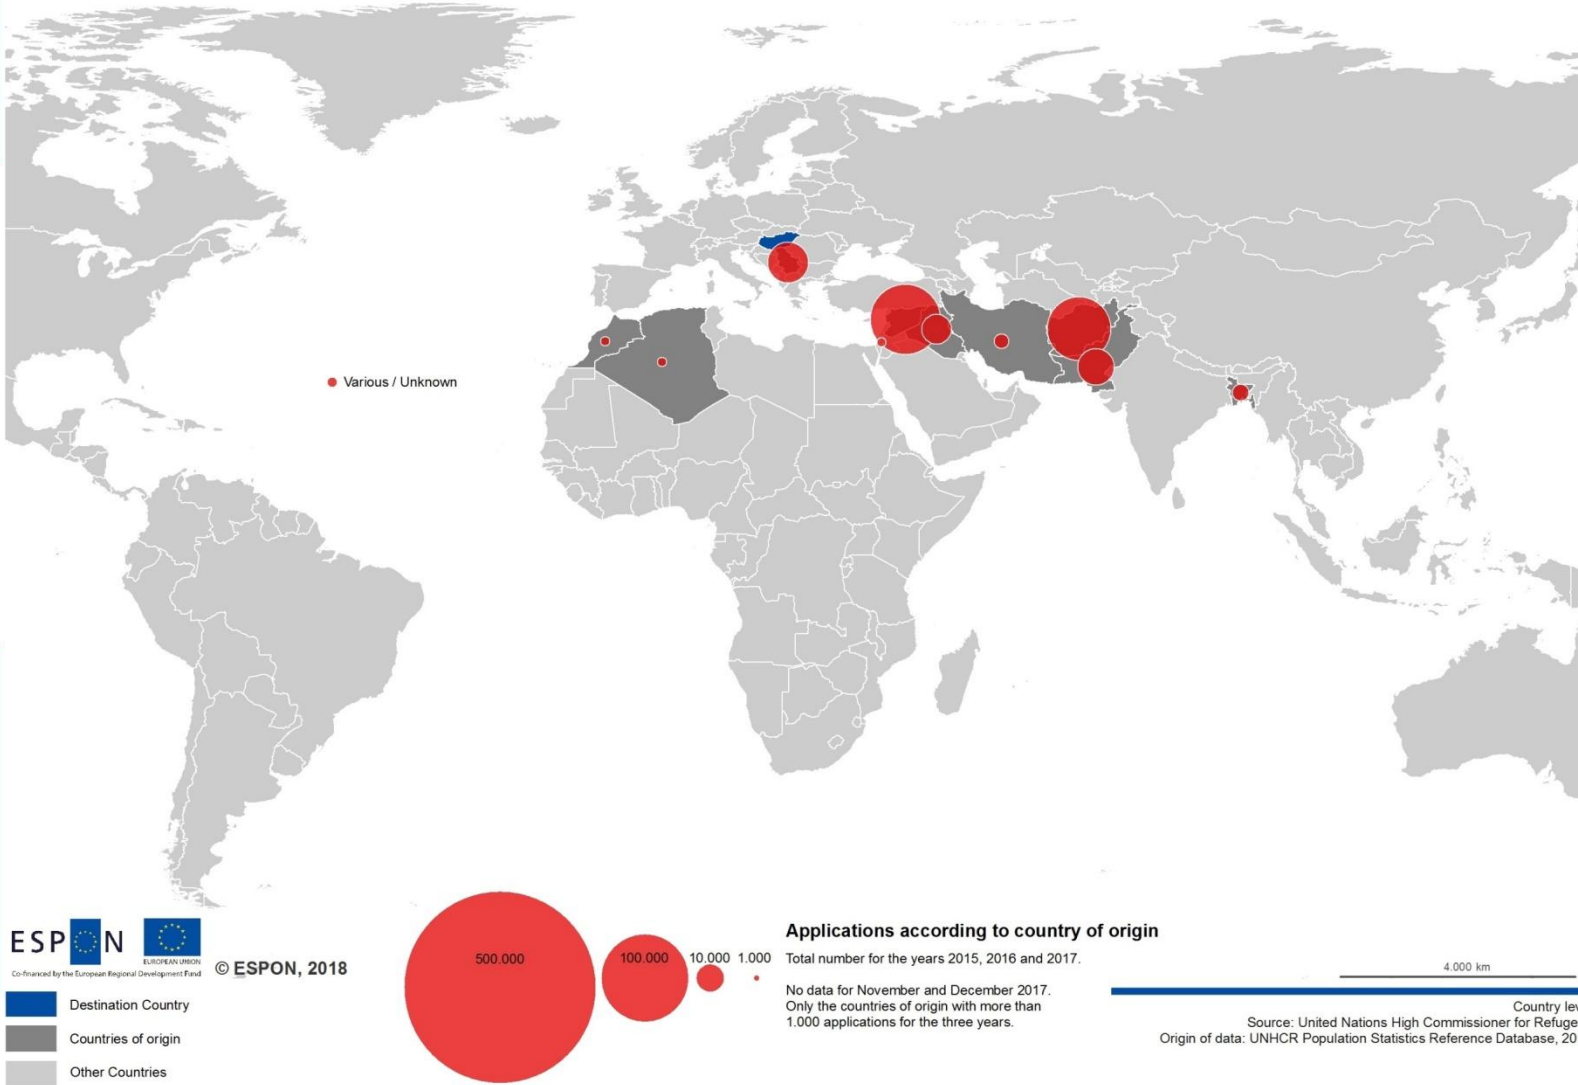 Various / Unknown
ESPON
EUROPEAN UNION
Co-financed by the European Regional Development Fund
© ESPON, 2018
Destination Country
Countries of origin
Other Countries
500.000
100.000
10.000
1.000
Applications according to country of origin
Total number for the years 2015, 2016 and 2017.
No data for November and December 2017.
Only the countries of origin with more than
1.000 applications for the three years.
4.000 km
Country lev
Source: United Nations High Commissioner for Refuge
Origin of data: UNHCR Population Statistics Reference Database, 20